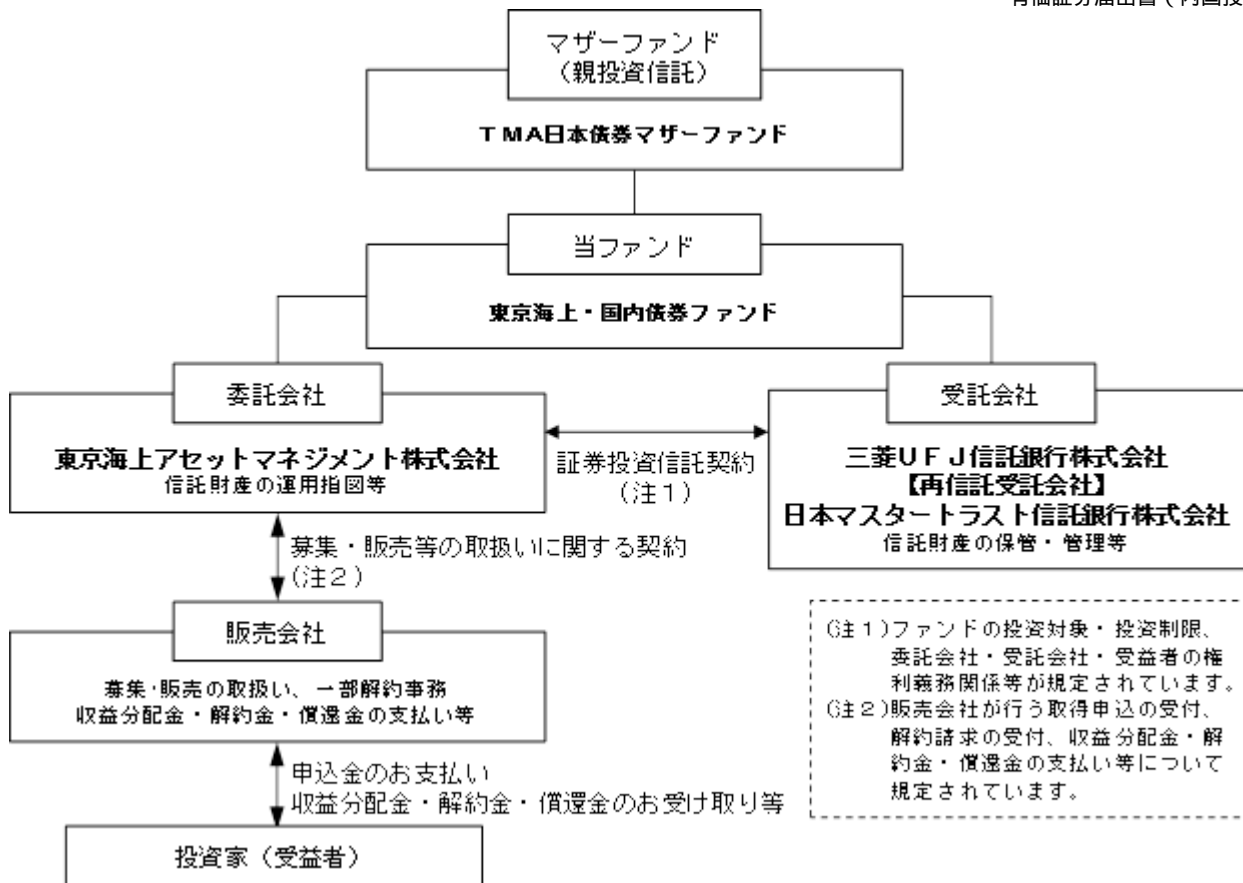 マザーファンド
(親投資信託)
TMA日本債券マザーファンド
当ファンド
東京海上・国内債券ファンド
委託会社
東京海上アセットマネジメント株式会社
信託財産の運用指図等
証券投資信託契約
(注1)
受託会社
三菱UFJ信託銀行株式会社
【再信託受託会社】
日本マスタートラスト信託銀行株式会社
信託財産の保管・管理等
募集・販売等の取扱いに関する契約
(注2)
販売会社
募集・販売の取扱い、一部解約事務
収益分配金・解約金・償還金の支払い等
申込金のお支払い
収益分配金・解約金・償還金のお受け取り等
投資家(受益者)
(注1)ファンドの投資対象・投資制限、
委託会社・受託会社・受益者の権
利義務関係等が規定されています。
(注2)販売会社が行う取得申込の受付、
解約請求の受付、収益分配金・解
約金・償還金の支払い等について
規定されています。